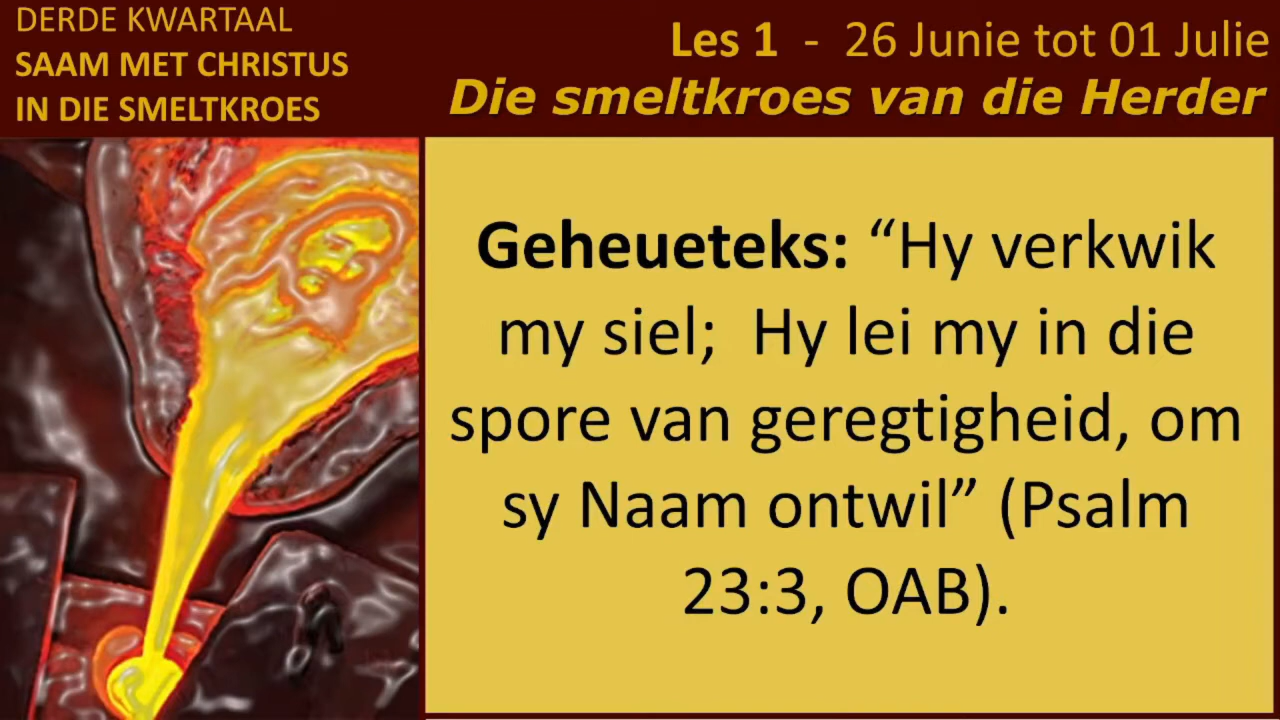 DERDE KWARTAAL
SAAM MET CHRISTUS
IN DIE SMELTKROES
Les 1 - 26 Junie tot 01 Julie
Die smeltkroes van die Herder
Geheueteks: “Hy verkwik
my siel; Hy lei my in die
spore van geregtigheid, om
sy Naam ontwil” (Psalm
23:3, OAB).